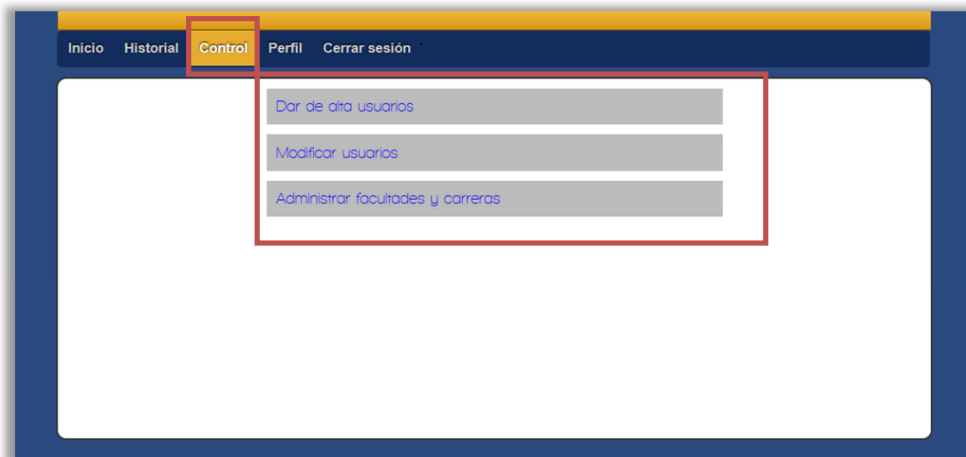 Inicio Historial Control Perfil Cerrar sesión
Dar de alta usuarios
Modificar usuarios
Administrar facultades y carreras